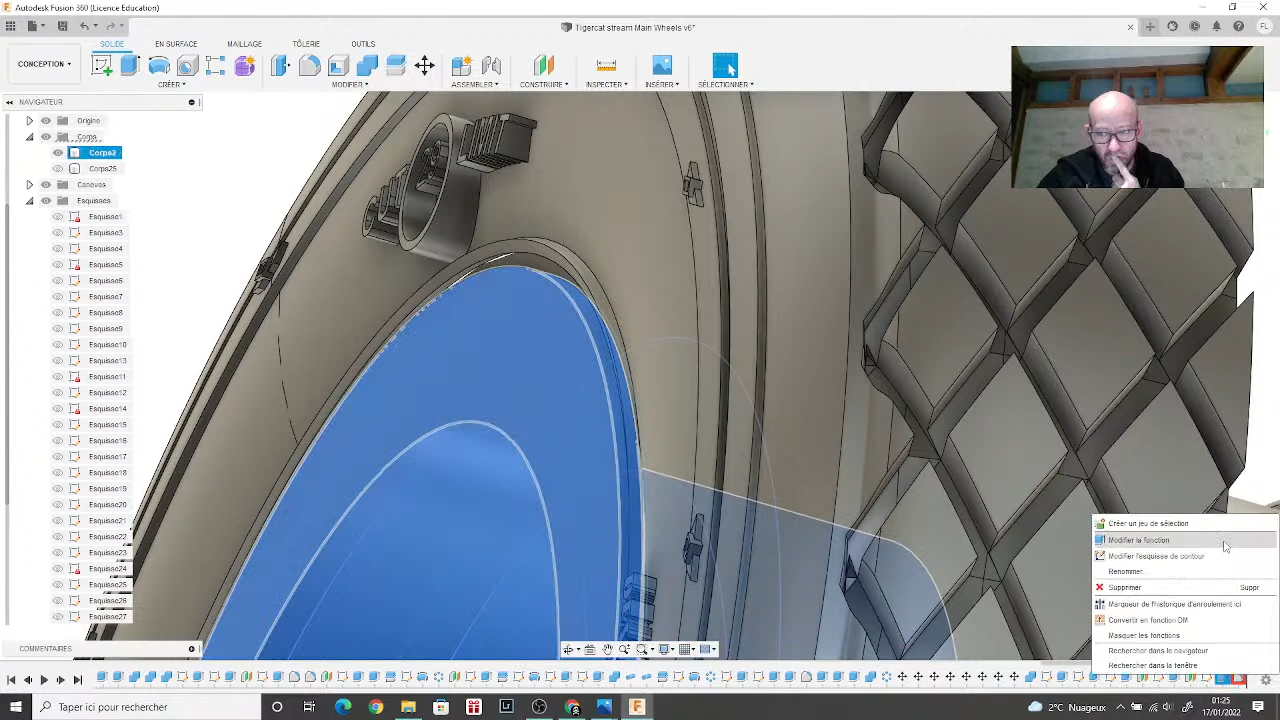 Autodesk Fusion 360 (Licence Education)
Tigercat stream Main Wheels v6*
FL
SOLIDE EN SURFACE MAILLAGE TÔLERIE OUTILS
CONCEPTION
CRÉER MODIFIER ASSEMBLER CONSTRUIRE INSPECTER INSÉRER SÉLECTIONNER
NAVIGATEUR
Origine
Corps
Corps2
Corps25
Canevas
Esquisses
Esquisse1
Esquisse3
Esquisse4
Esquisse5
Esquisse6
Esquisse7
Esquisse8
Esquisse9
Esquisse10
Esquisse13
Esquisse11
Esquisse12
Esquisse14
Esquisse15
Esquisse16
Esquisse17
Esquisse18
Esquisse19
Esquisse20
Esquisse21
Esquisse22
Esquisse23
Esquisse24
Esquisse25
Esquisse26
Esquisse27
Créer un jeu de sélection
Modifier la fonction
Modifier l'esquisse de contour
Renommer...
Supprimer Suppr
Marqueur de l'historique d'enroulement ici
Convertir en fonction DM
Masquer les fonctions
Rechercher dans le navigateur
Rechercher dans la fenêtre
COMMENTAIRES
Taper ici pour rechercher
2°C Nuageux
01:25
17/01/2022